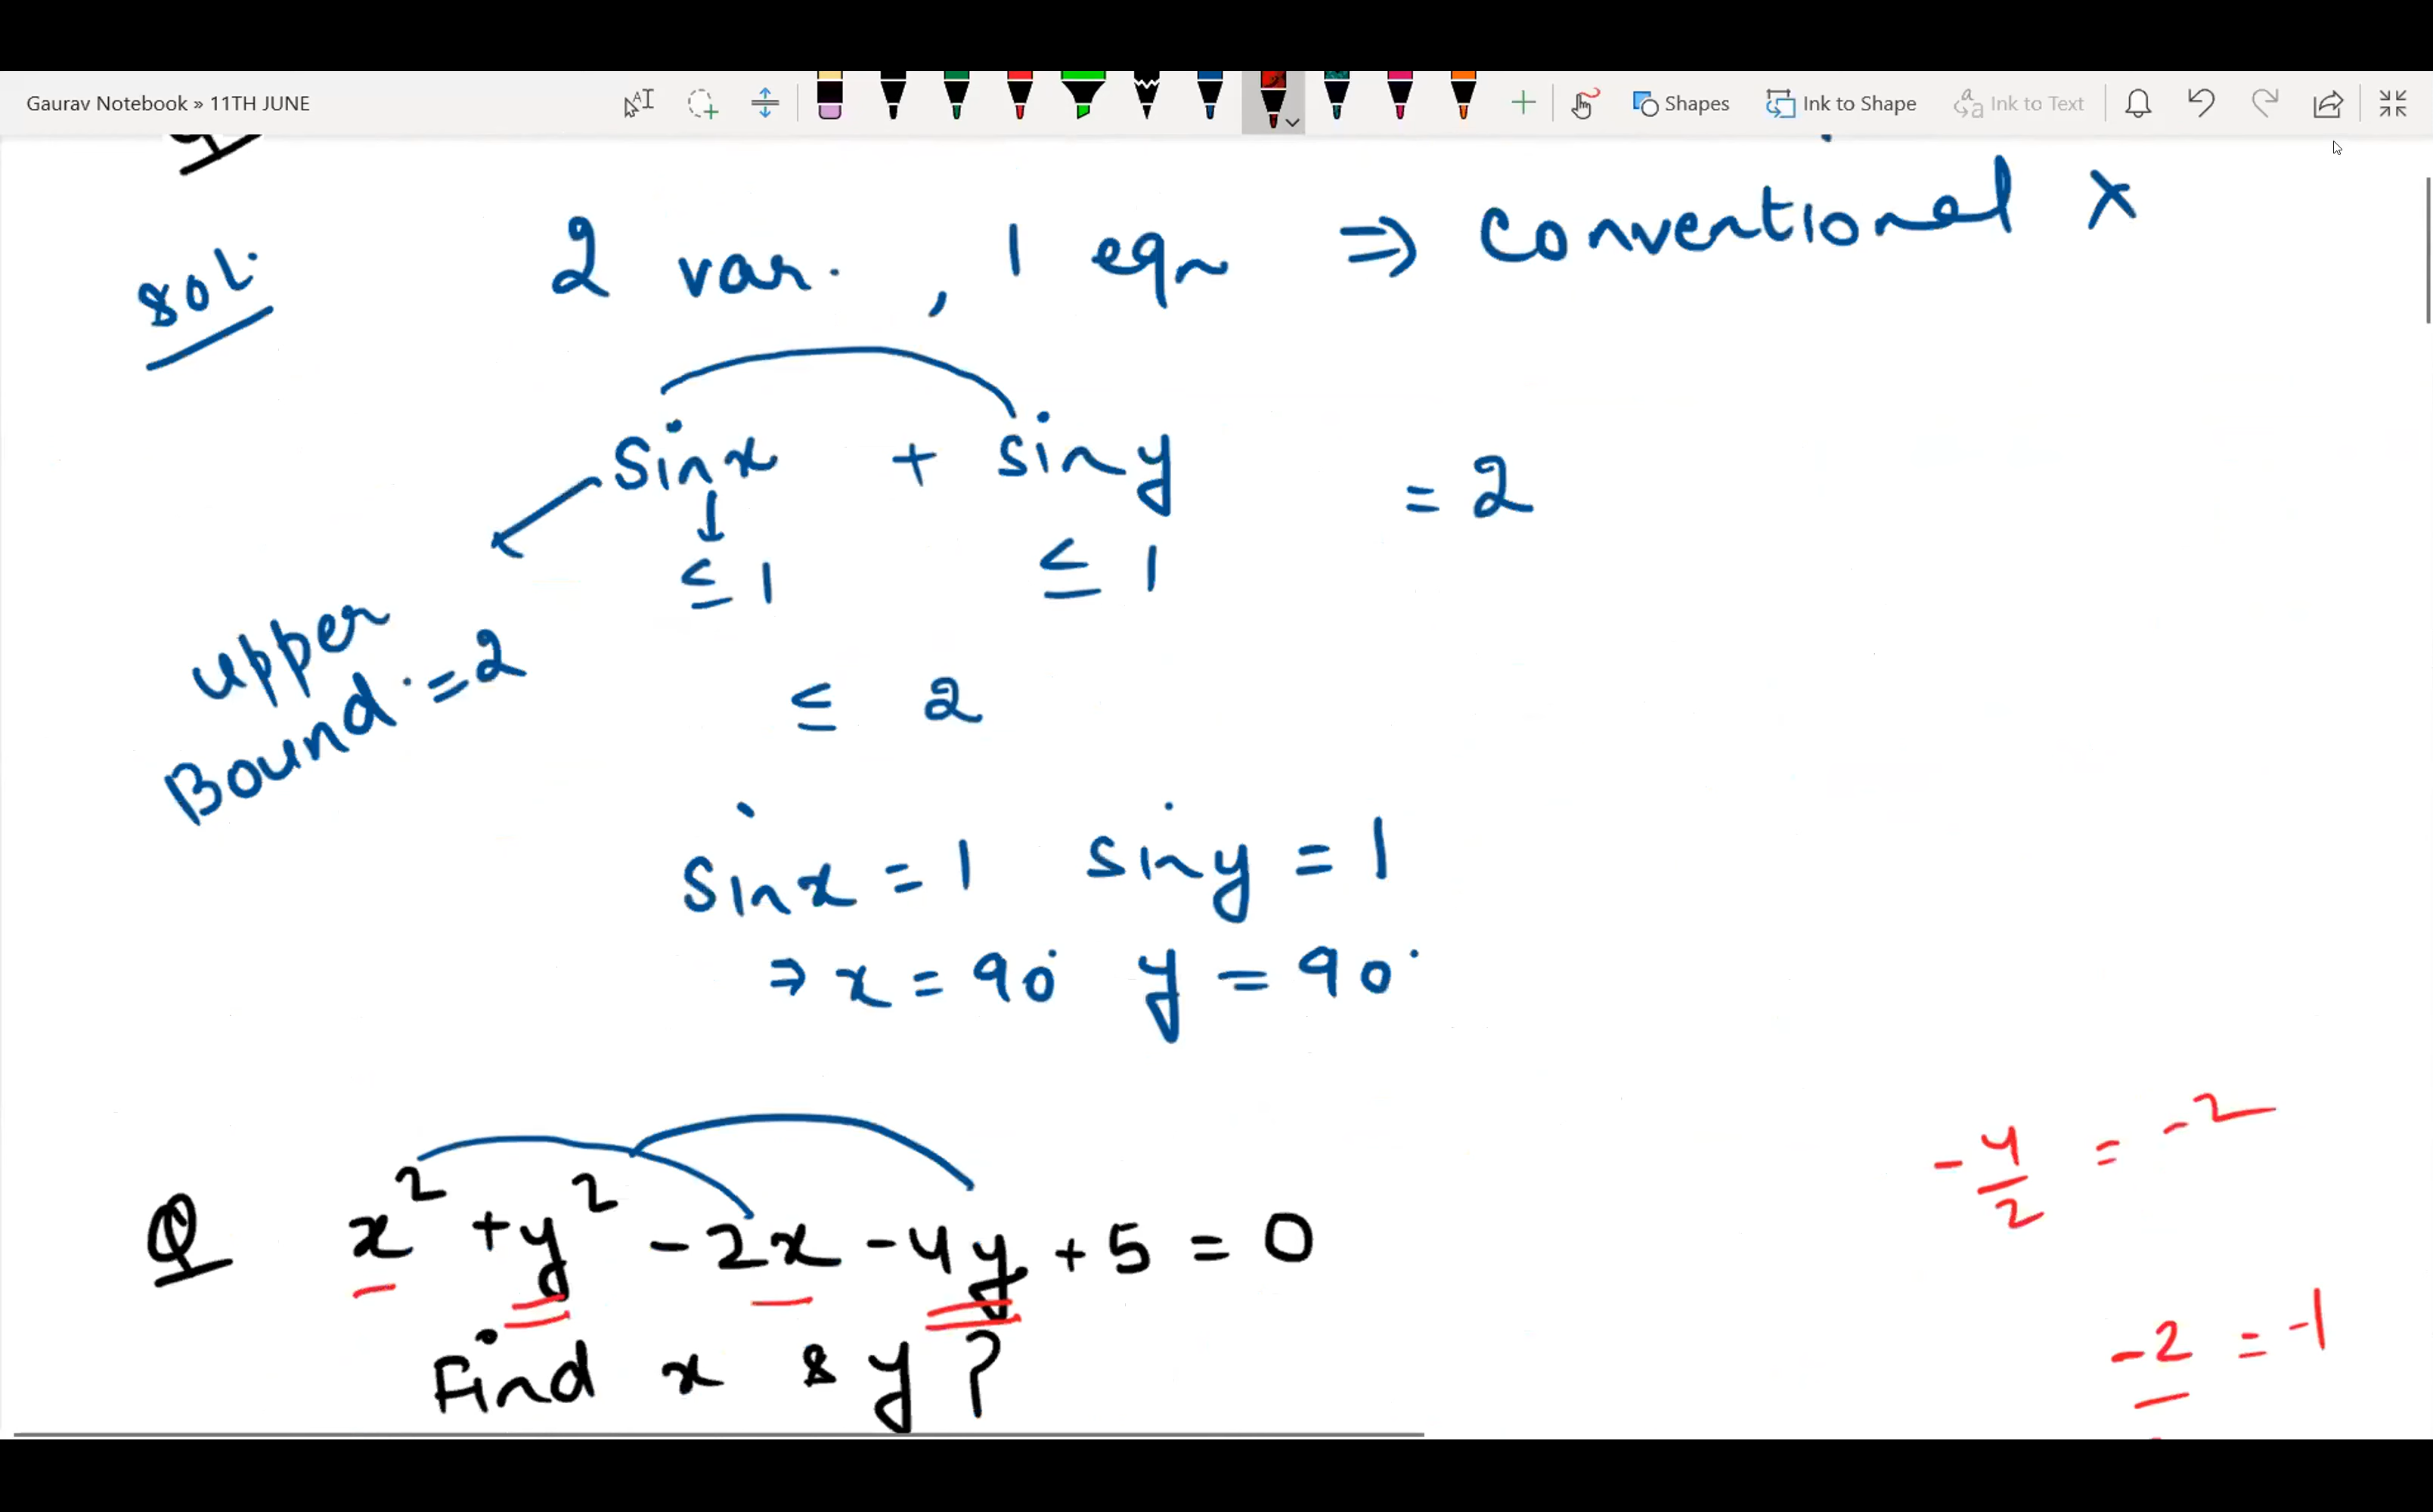 Gaurav Notebook » 11TH JUNE
Shapes Ink to Shape Ink to Text
Sol.
2 var. , 1 eqn ⇒ conventional x
sinx + siny = 2
↓
≤ 1 ≤ 1
upper
Bound. = 2
≤ 2
sinx = 1 siny = 1
⇒ x = 90° y = 90°
-4/2 = -2
Q x² + y² - 2x - 4y + 5 = 0
-2 = -1
Find x & y ?